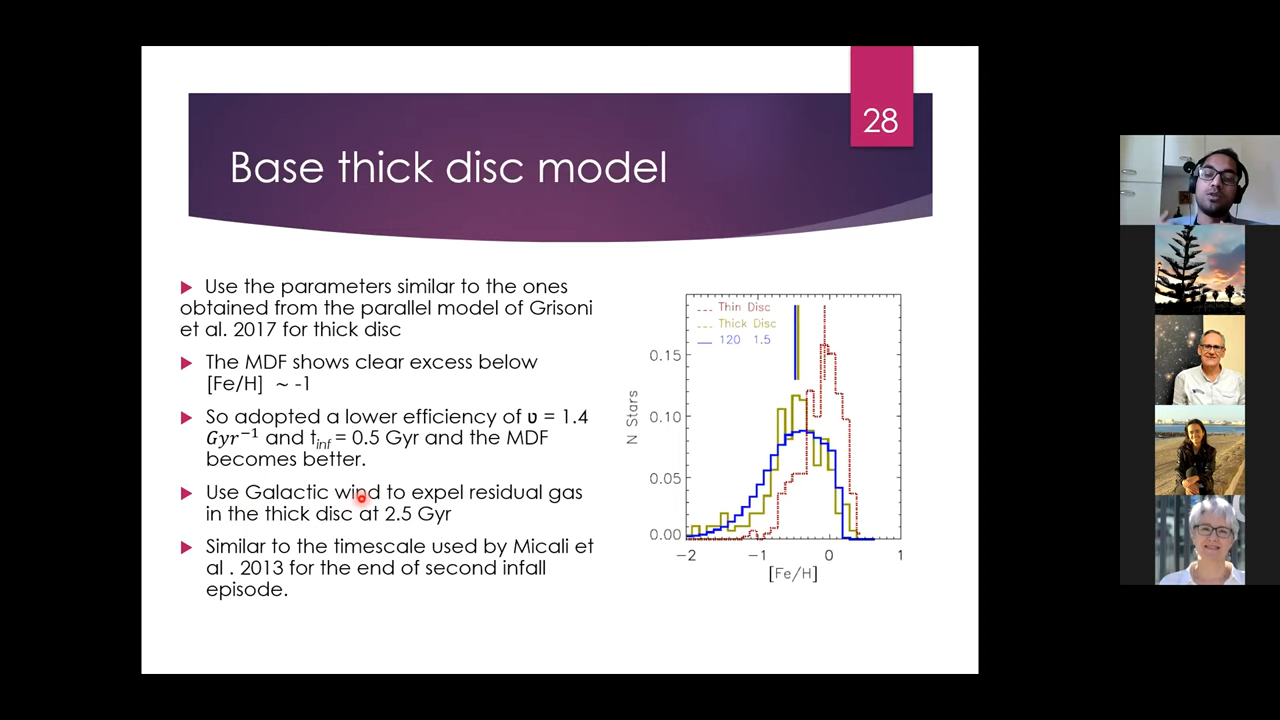 28
Base thick disc model
Use the parameters similar to the ones
obtained from the parallel model of Grisoni
et al. 2017 for thick disc
The MDF shows clear excess below
[Fe/H] ~ -1
So adopted a lower efficiency of υ = 1.4
Gyr⁻¹ and t_inf = 0.5 Gyr and the MDF
becomes better.
Use Galactic wind to expel residual gas
in the thick disc at 2.5 Gyr
Similar to the timescale used by Micali et
al . 2013 for the end of second infall
episode.
Thin Disc
Thick Disc
120 1.5
0.15
0.10
0.05
0.00
N Stars
−2 −1 0 1
[Fe/H]